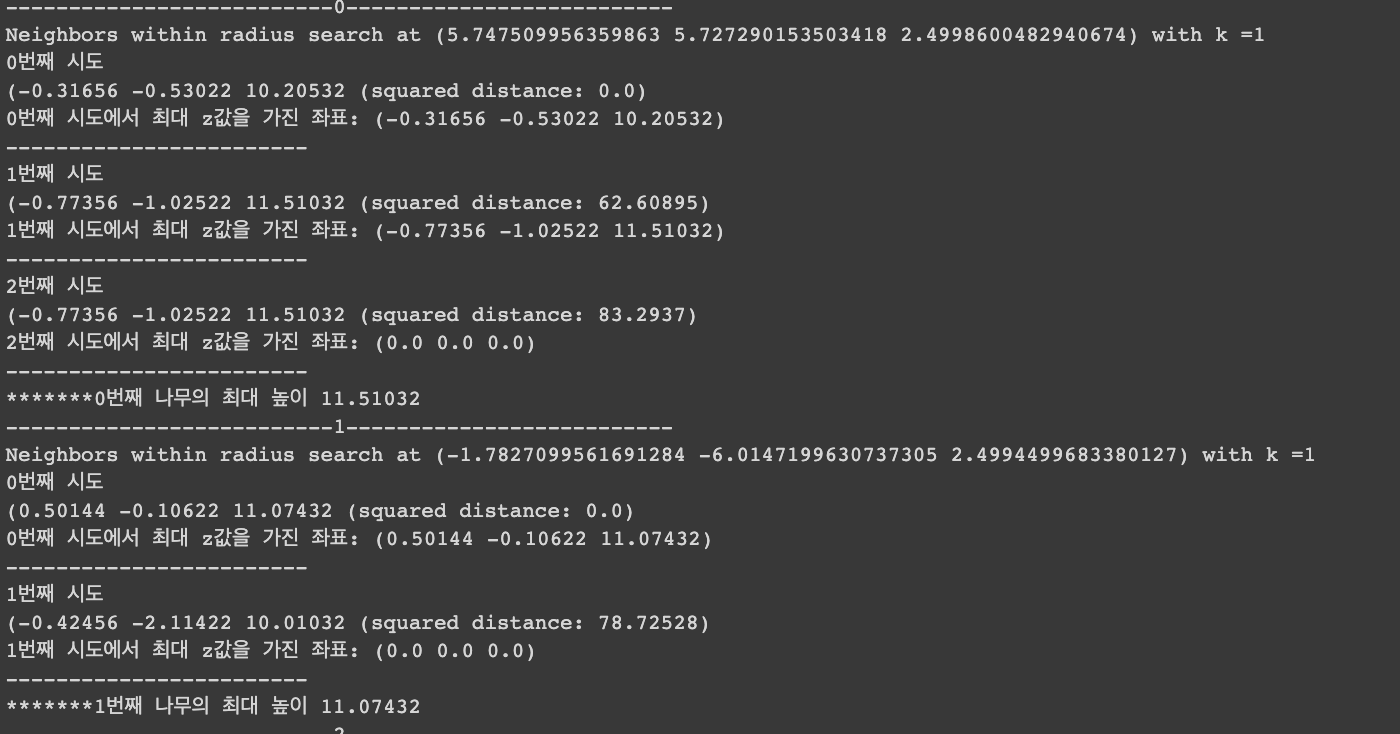 --------------------------0--------------------------
Neighbors within radius search at (5.747509956359863 5.727290153503418 2.4998600482940674) with k =1
0번째 시도
(-0.31656 -0.53022 10.20532 (squared distance: 0.0)
0번째 시도에서 최대 z값을 가진 좌표: (-0.31656 -0.53022 10.20532)
------------------------
1번째 시도
(-0.77356 -1.02522 11.51032 (squared distance: 62.60895)
1번째 시도에서 최대 z값을 가진 좌표: (-0.77356 -1.02522 11.51032)
------------------------
2번째 시도
(-0.77356 -1.02522 11.51032 (squared distance: 83.2937)
2번째 시도에서 최대 z값을 가진 좌표: (0.0 0.0 0.0)
------------------------
*******0번째 나무의 최대 높이 11.51032
--------------------------1--------------------------
Neighbors within radius search at (-1.7827099561691284 -6.0147199630737305 2.4994499683380127) with k =1
0번째 시도
(0.50144 -0.10622 11.07432 (squared distance: 0.0)
0번째 시도에서 최대 z값을 가진 좌표: (0.50144 -0.10622 11.07432)
------------------------
1번째 시도
(-0.42456 -2.11422 10.01032 (squared distance: 78.72528)
1번째 시도에서 최대 z값을 가진 좌표: (0.0 0.0 0.0)
------------------------
*******1번째 나무의 최대 높이 11.07432